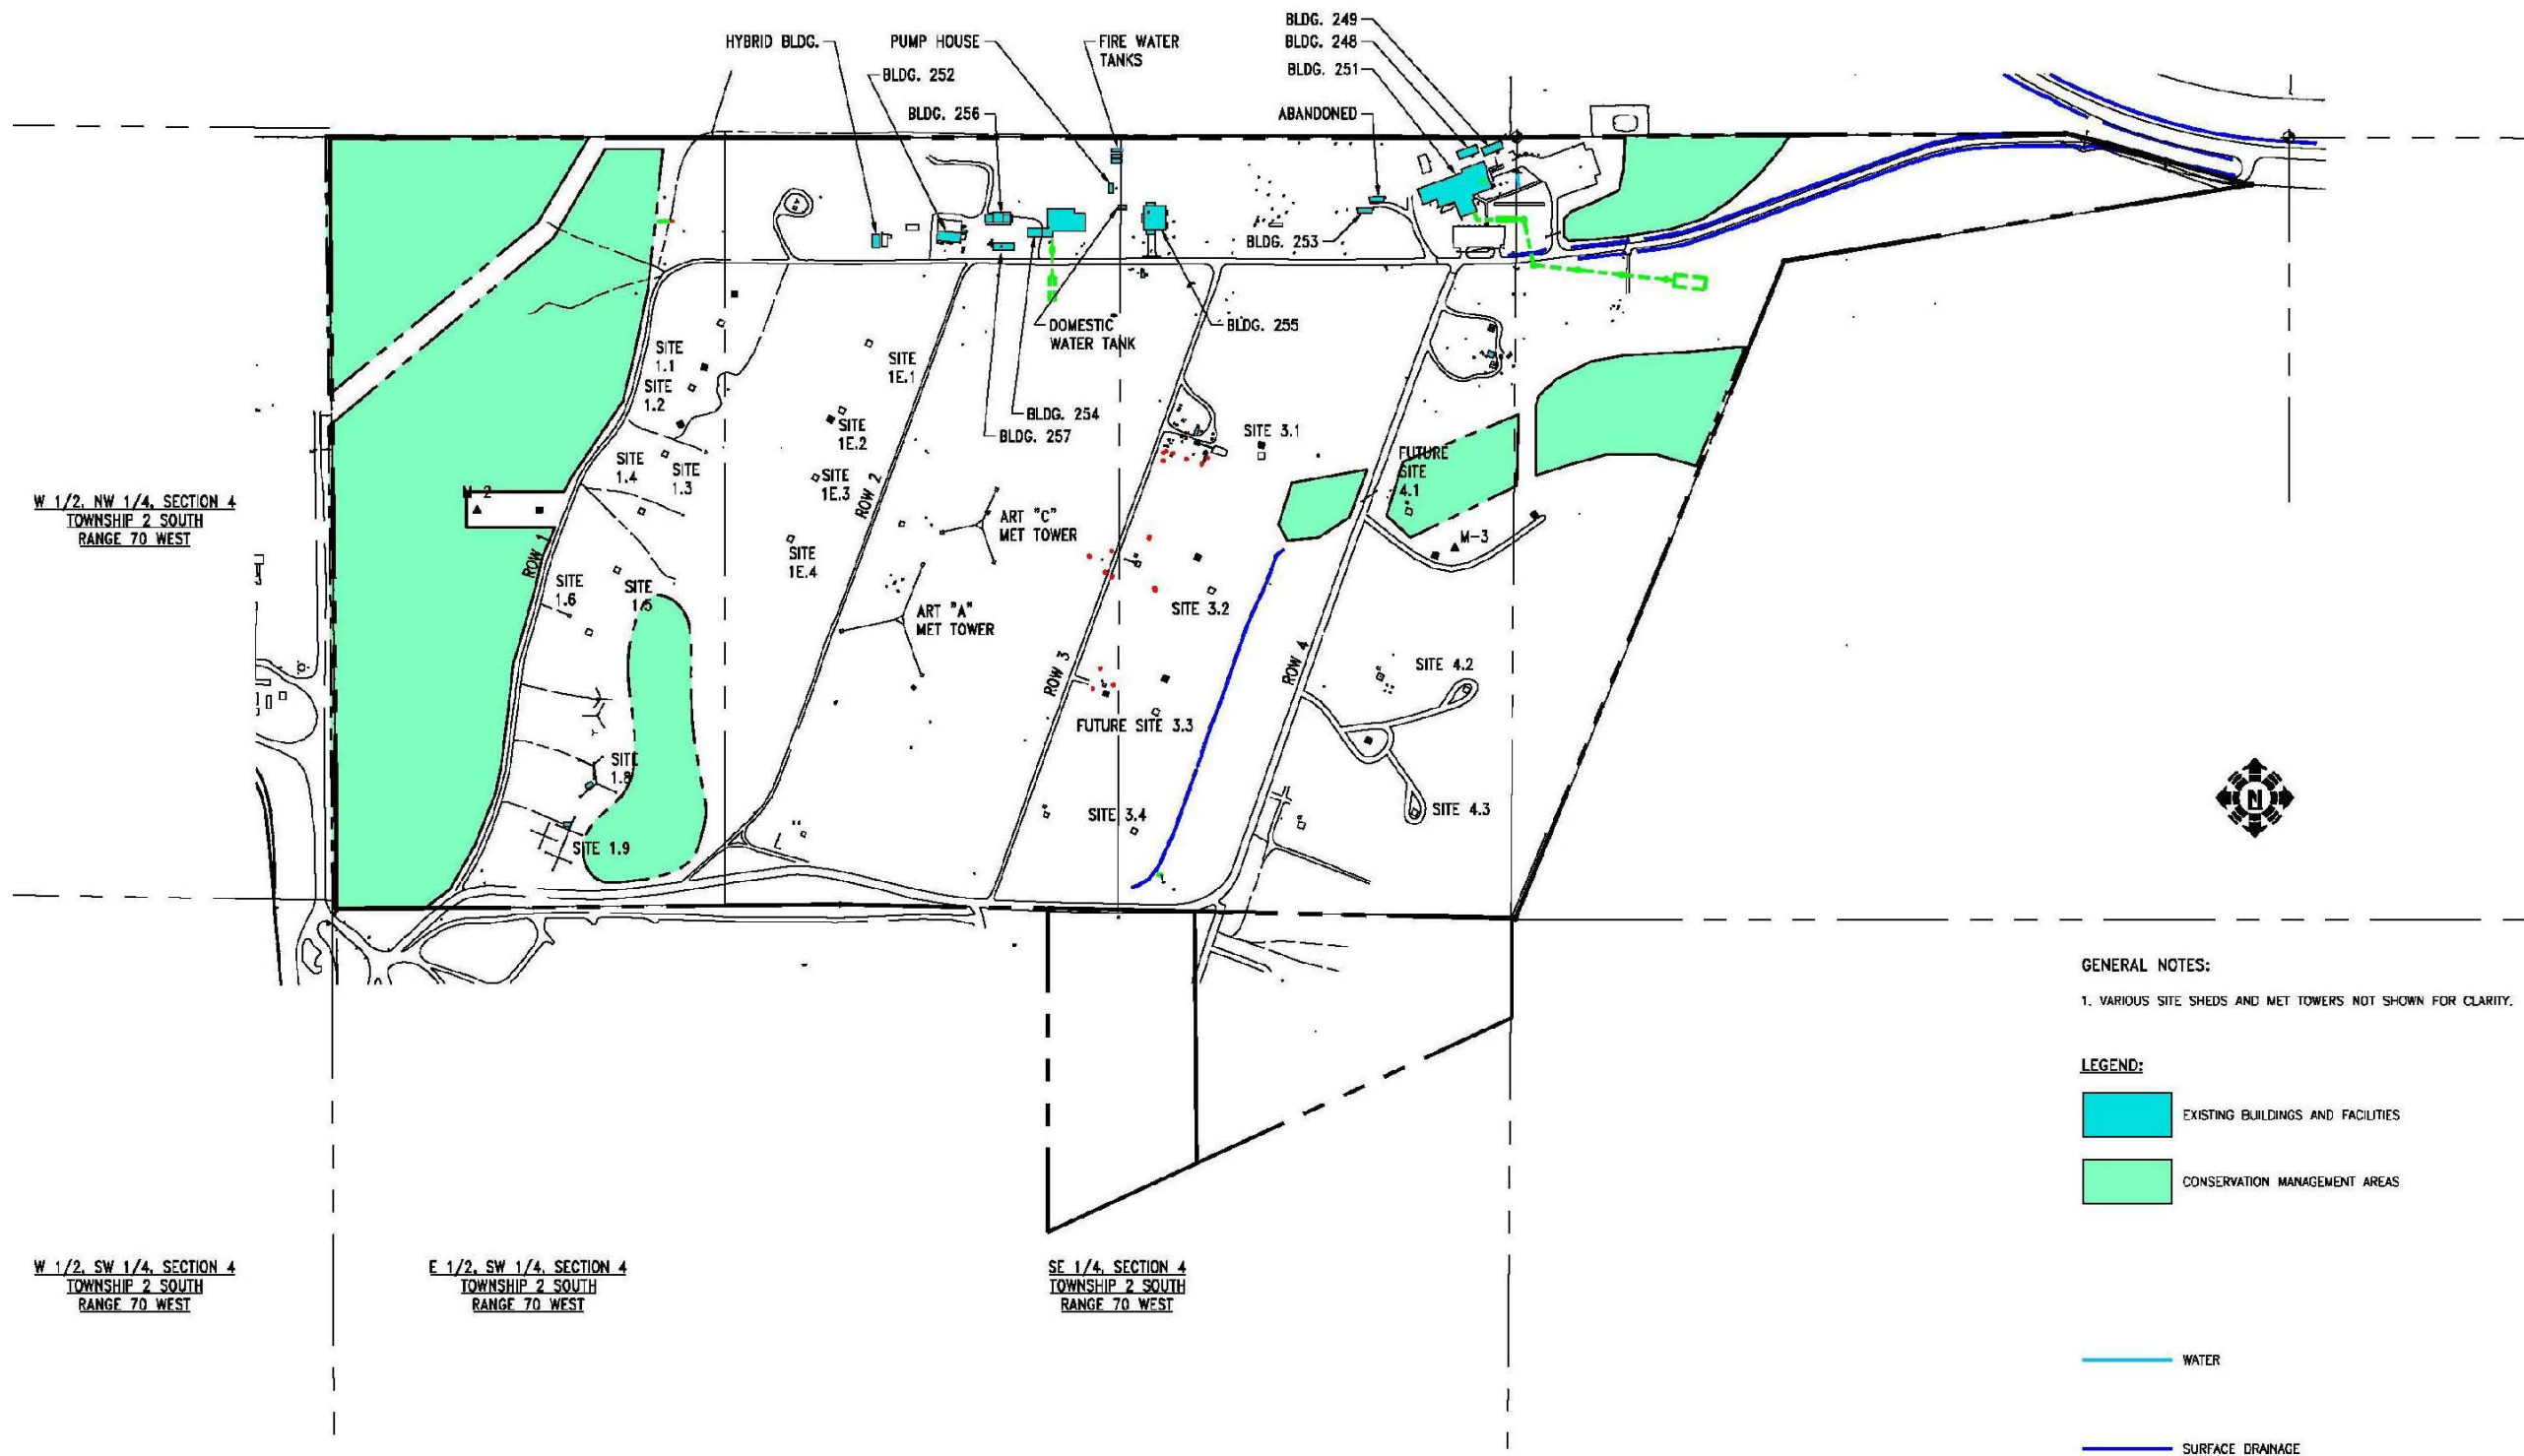 BLDG. 249
BLDG. 248
BLDG. 251
HYBRID BLDG.
PUMP HOUSE
FIRE WATER
TANKS
BLDG. 252
BLDG. 256
ABANDONED
BLDG. 253
DOMESTIC
WATER TANK
BLDG. 255
SITE
1.1
SITE
1.2
SITE
1E.1
BLDG. 254
BLDG. 257
SITE
1E.2
SITE 3.1
SITE
1.4
SITE
1.3
SITE
1E.3
ROW 2
FUTURE
SITE
4.1
M-2
W 1/2, NW 1/4, SECTION 4
TOWNSHIP 2 SOUTH
RANGE 70 WEST
ART "C"
MET TOWER
M-3
ROW 1
SITE
1E.4
SITE
1.6
SITE
1.5
SITE 3.2
ART "A"
MET TOWER
ROW 3
ROW 4
SITE 4.2
FUTURE SITE 3.3
SITE
1.8
SITE 3.4
SITE 4.3
N
SITE 1.9
GENERAL NOTES:
1. VARIOUS SITE SHEDS AND MET TOWERS NOT SHOWN FOR CLARITY.
LEGEND:
EXISTING BUILDINGS AND FACILITIES
CONSERVATION MANAGEMENT AREAS
W 1/2, SW 1/4, SECTION 4
TOWNSHIP 2 SOUTH
RANGE 70 WEST
E 1/2, SW 1/4, SECTION 4
TOWNSHIP 2 SOUTH
RANGE 70 WEST
SE 1/4, SECTION 4
TOWNSHIP 2 SOUTH
RANGE 70 WEST
WATER
SURFACE DRAINAGE